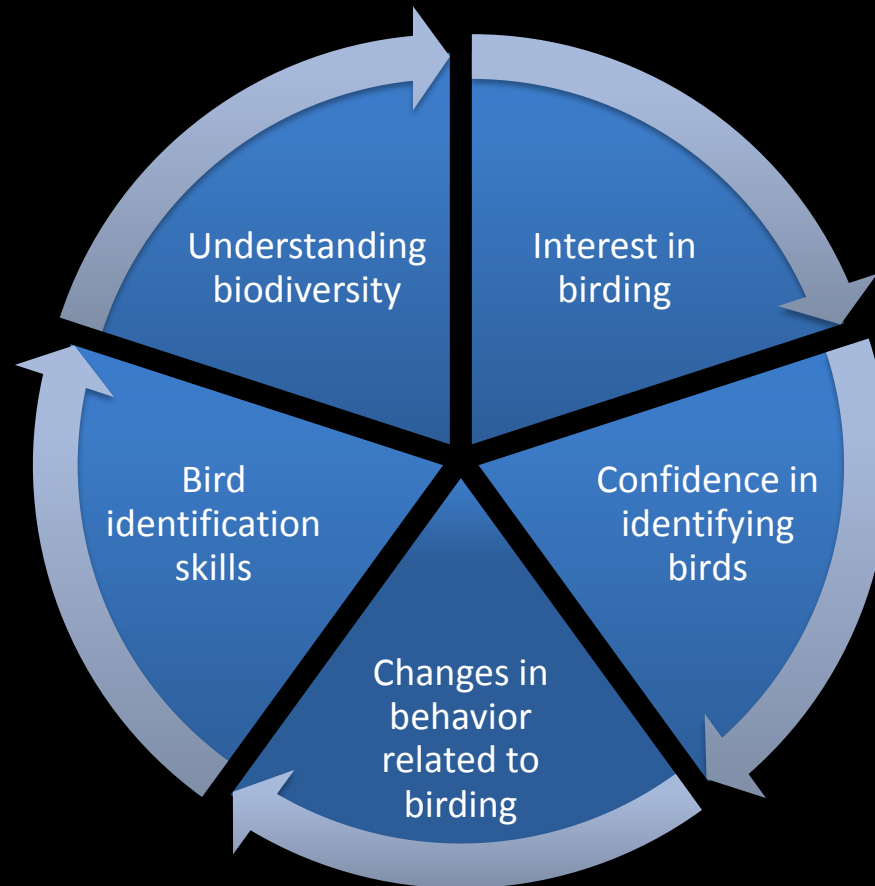 Understanding
biodiversity
Interest in
birding
Bird
identification
skills
Confidence in
identifying
birds
Changes in
behavior
related to
birding